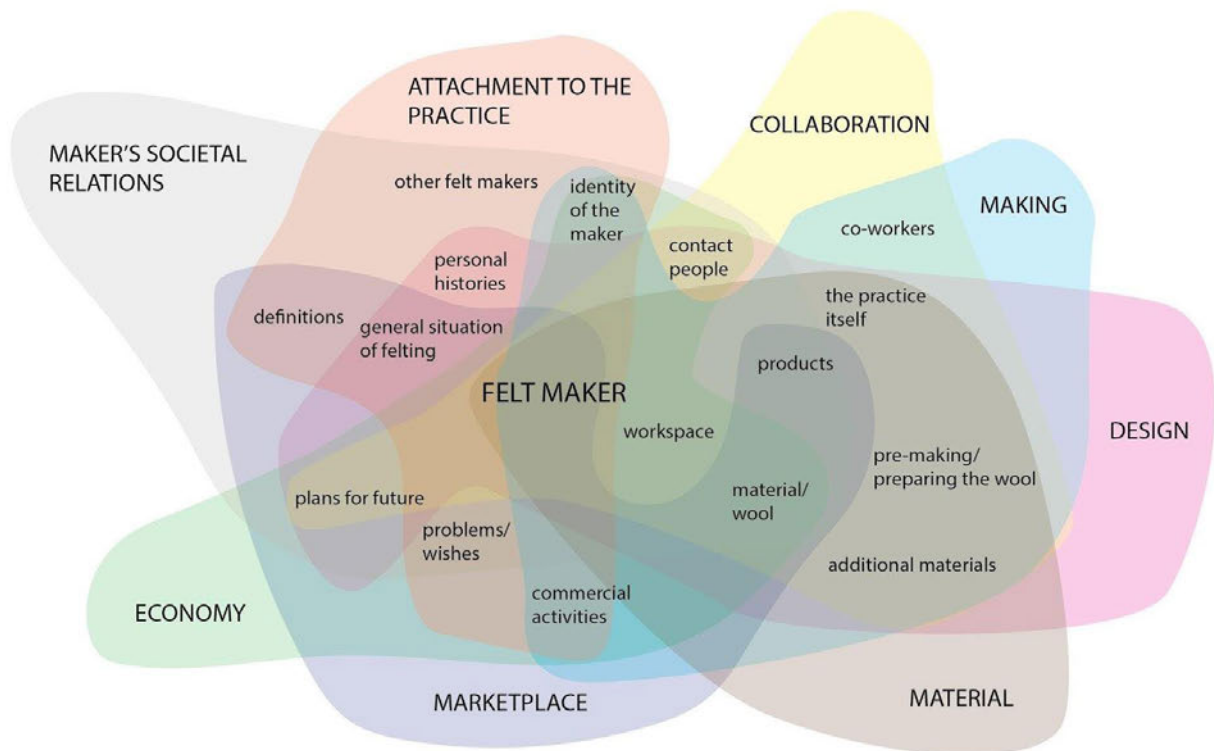 ATTACHMENT TO THE
PRACTICE
COLLABORATION
MAKER'S SOCIETAL
RELATIONS
other felt makers
identity
of the
maker
MAKING
co-workers
contact
people
personal
histories
the practice
itself
definitions
general situation
of felting
products
FELT MAKER
workspace
DESIGN
pre-making/
preparing the wool
plans for future
material/
wool
problems/
wishes
additional materials
commercial
activities
ECONOMY
MARKETPLACE
MATERIAL